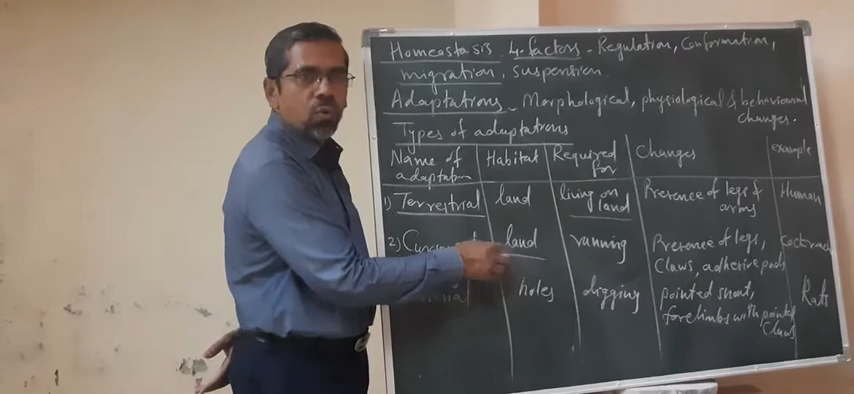 Homeostasis - 4 factors - Regulation, Conformation,
migration, suspension.
Adaptations - Morphological, physiological & behavioural
changes.
Types of adaptations
Name of adaptation Habitat Required for Changes example
1) Terrestrial land living on land Presence of legs & arms Human
2) land running Presence of legs, claws, adhesive pads
holes digging pointed snout, forelimbs with pointed claws Rats